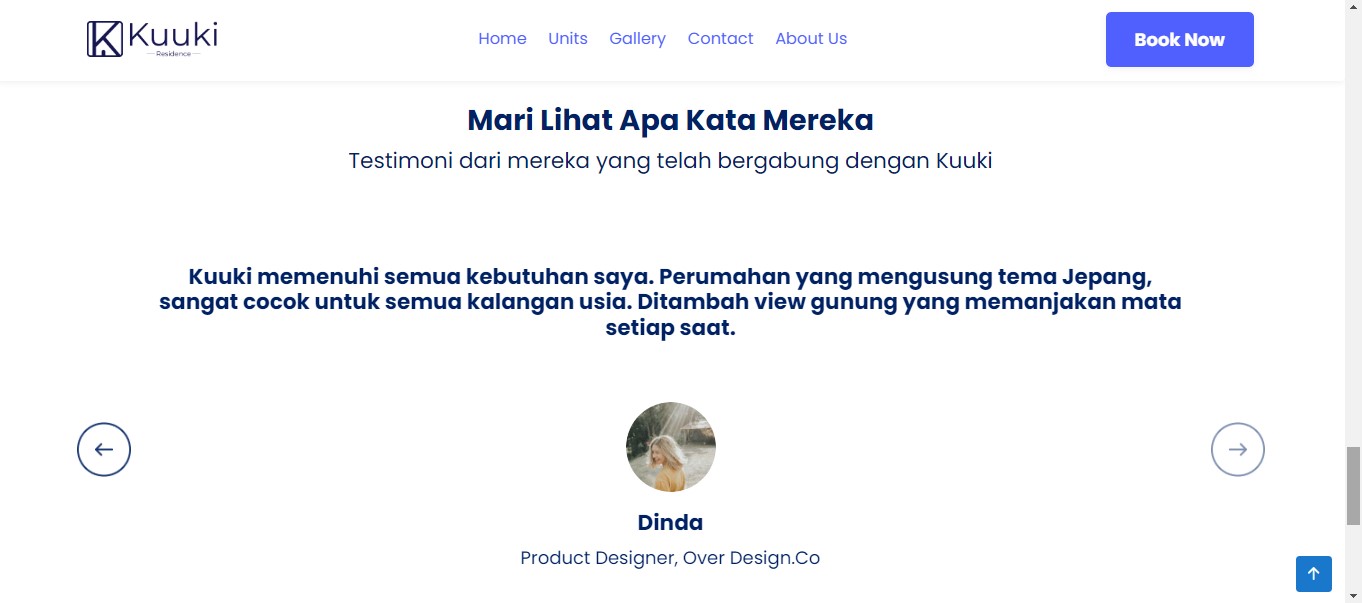 Kuuki
Residence
Home Units Gallery Contact About Us
Book Now
Mari Lihat Apa Kata Mereka
Testimoni dari mereka yang telah bergabung dengan Kuuki
Kuuki memenuhi semua kebutuhan saya. Perumahan yang mengusung tema Jepang,
sangat cocok untuk semua kalangan usia. Ditambah view gunung yang memanjakan mata
setiap saat.
Dinda
Product Designer, Over Design.Co